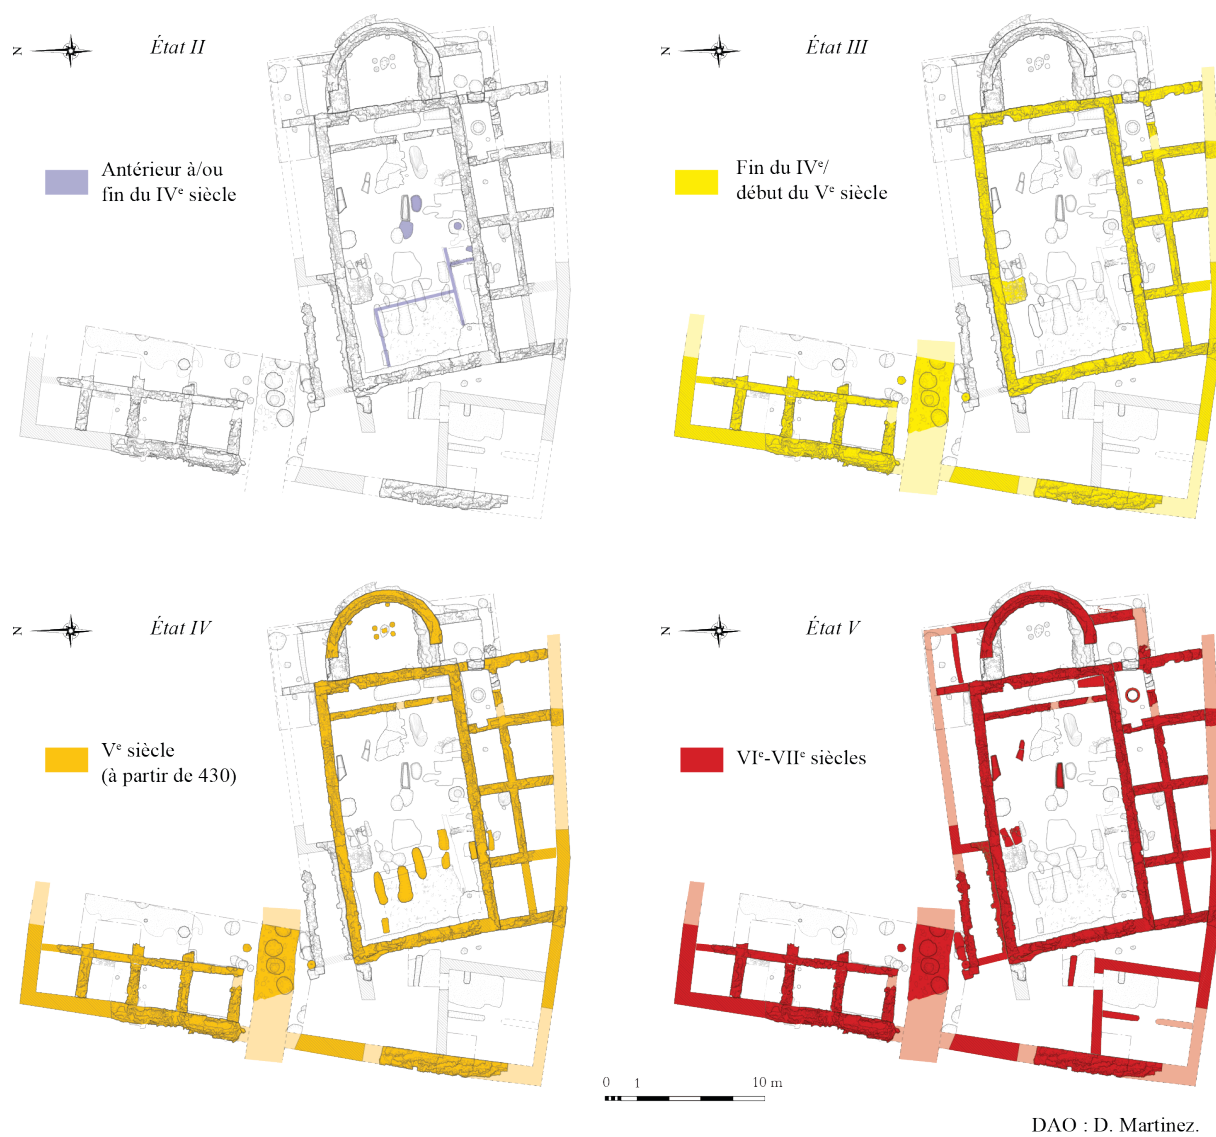 N
État II
Antérieur à/ou
fin du IVᵉ siècle
N
État III
Fin du IVᵉ/
début du Vᵉ siècle
N
État IV
Vᵉ siècle
(à partir de 430)
N
État V
VIᵉ-VIIᵉ siècles
0 1 10 m
DAO : D. Martinez.